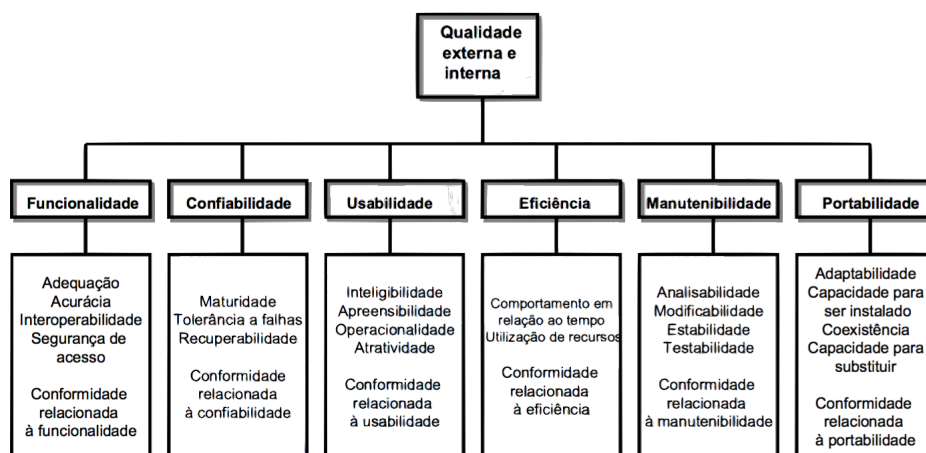 Qualidade
externa e
interna
Funcionalidade
Confiabilidade
Usabilidade
Eficiência
Manutenibilidade
Portabilidade
Adequação
Acurácia
Interoperabilidade
Segurança de
acesso
Conformidade
relacionada
à funcionalidade
Maturidade
Tolerância a falhas
Recuperabilidade
Conformidade
relacionada
à confiabilidade
Inteligibilidade
Apreensibilidade
Operacionalidade
Atratividade
Conformidade
relacionada
à usabilidade
Comportamento em
relação ao tempo
Utilização de recursos
Conformidade
relacionada
à eficiência
Analisabilidade
Modificabilidade
Estabilidade
Testabilidade
Conformidade
relacionada
à manutenibilidade
Adaptabilidade
Capacidade para
ser instalado
Coexistência
Capacidade para
substituir
Conformidade
relacionada
à portabilidade